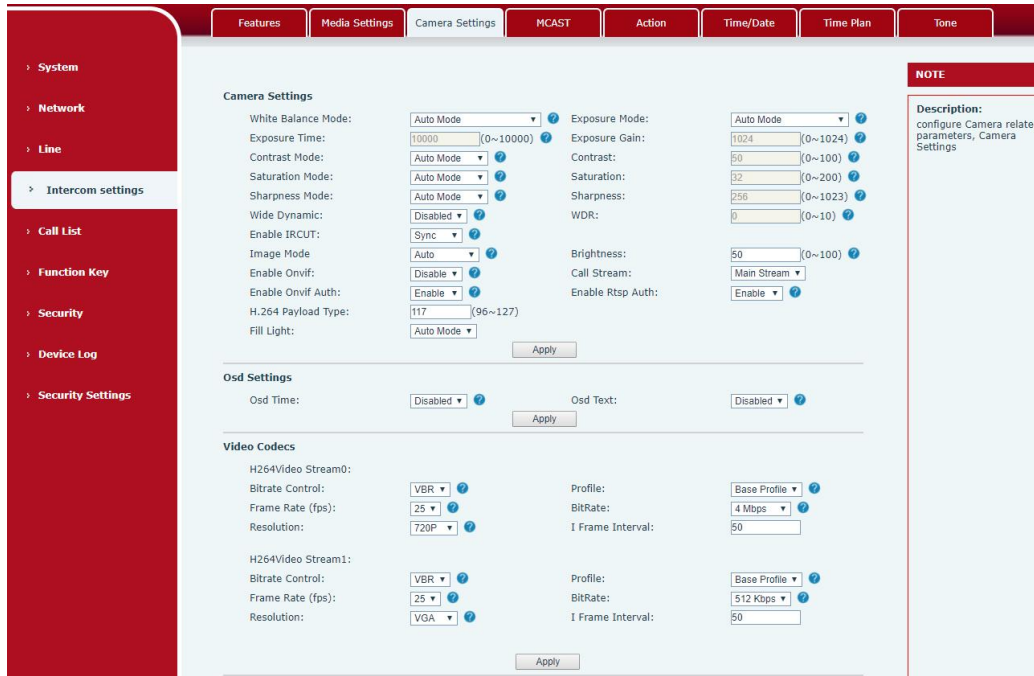 Features Media Settings Camera Settings MCAST Action Time/Date Time Plan Tone
› System
› Network
› Line
› Intercom settings
› Call List
› Function Key
› Security
› Device Log
› Security Settings
Camera Settings
White Balance Mode: Auto Mode Exposure Mode: Auto Mode
Exposure Time: 10000 (0~10000) Exposure Gain: 1024 (0~1024)
Contrast Mode: Auto Mode Contrast: 50 (0~100)
Saturation Mode: Auto Mode Saturation: 32 (0~200)
Sharpness Mode: Auto Mode Sharpness: 256 (0~1023)
Wide Dynamic: Disabled WDR: 0 (0~10)
Enable IRCUT: Sync
Image Mode Auto Brightness: 50 (0~100)
Enable Onvif: Disable Call Stream: Main Stream
Enable Onvif Auth: Enable Enable Rtsp Auth: Enable
H.264 Payload Type: 117 (96~127)
Fill Light: Auto Mode
Apply
Osd Settings
Osd Time: Disabled Osd Text: Disabled
Apply
Video Codecs
H264Video Stream0:
Bitrate Control: VBR Profile: Base Profile
Frame Rate (fps): 25 BitRate: 4 Mbps
Resolution: 720P I Frame Interval: 50
H264Video Stream1:
Bitrate Control: VBR Profile: Base Profile
Frame Rate (fps): 25 BitRate: 512 Kbps
Resolution: VGA I Frame Interval: 50
Apply
NOTE
Description:
configure Camera relate
parameters, Camera
Settings